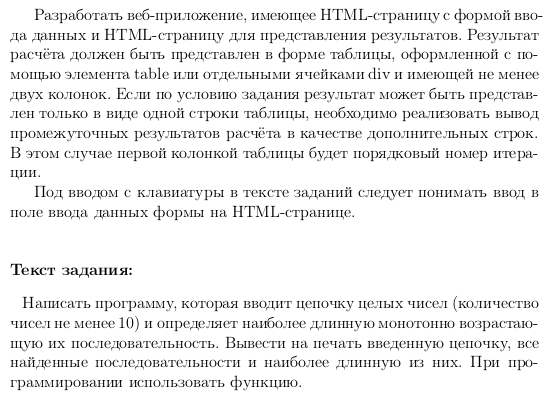 Разработать веб-приложение, имеющее HTML-страницу с формой вво-
да данных и HTML-страницу для представления результатов. Результат
расчёта должен быть представлен в форме таблицы, оформленной с по-
мощью элемента table или отдельными ячейками div и имеющей не менее
двух колонок. Если по условию задания результат может быть представ-
лен только в виде одной строки таблицы, необходимо реализовать вывод
промежуточных результатов расчёта в качестве дополнительных строк.
В этом случае первой колонкой таблицы будет порядковый номер итера-
ции.
Под вводом с клавиатуры в тексте заданий следует понимать ввод в
поле ввода данных формы на HTML-странице.
Текст задания:
Написать программу, которая вводит цепочку целых чисел (количество
чисел не менее 10) и определяет наиболее длинную монотонно возрастаю-
щую их последовательность. Вывести на печать введенную цепочку, все
найденные последовательности и наиболее длинную из них. При про-
граммировании использовать функцию.